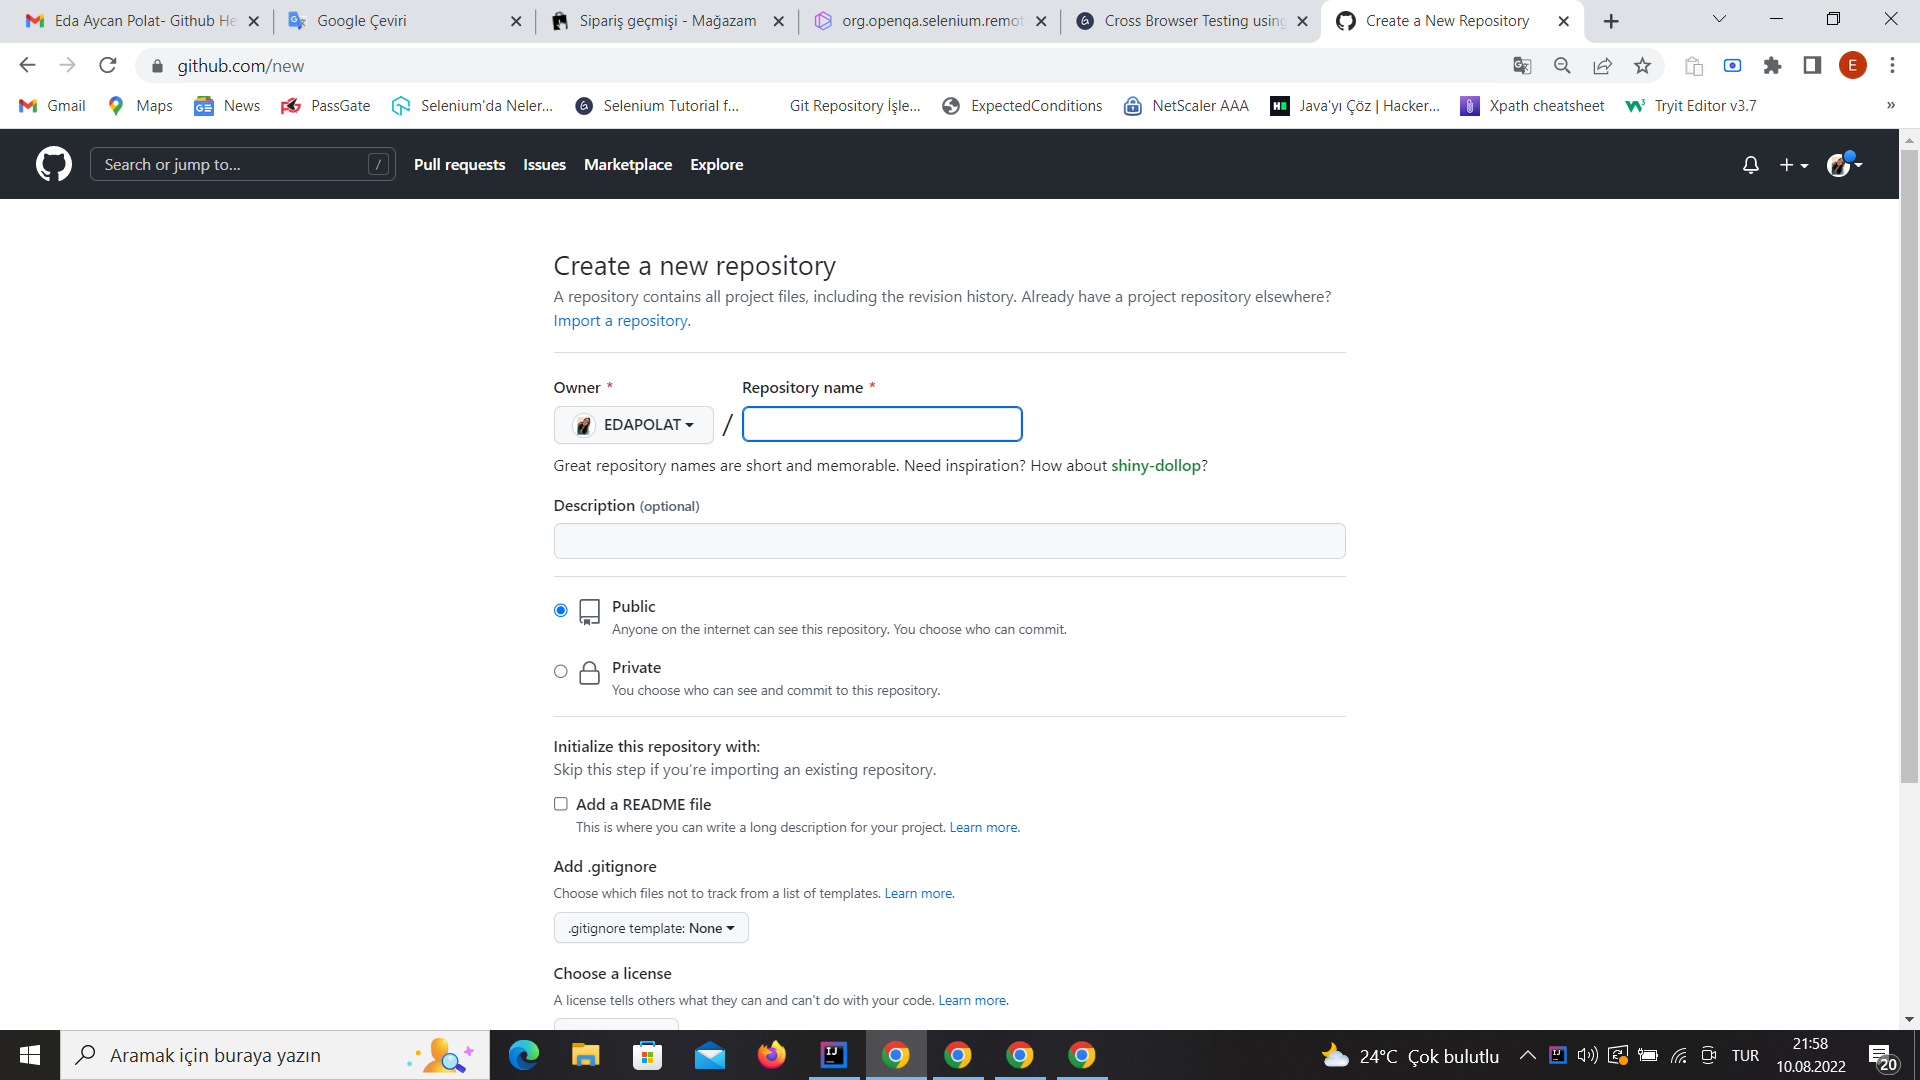 Eda Aycan Polat- Github He
Google Çeviri
Sipariş geçmişi - Mağazam
org.openqa.selenium.remot
Cross Browser Testing using
Create a New Repository
github.com/new
E
Gmail
Maps
News
PassGate
Selenium'da Neler...
Selenium Tutorial f...
Git Repository İşle...
ExpectedConditions
NetScaler AAA
Java'yı Çöz | Hacker...
Xpath cheatsheet
Tryit Editor v3.7
»
Search or jump to...
/
Pull requests
Issues
Marketplace
Explore
Create a new repository
A repository contains all project files, including the revision history. Already have a project repository elsewhere?
Import a repository.
Owner *
Repository name *
EDAPOLAT
/
Great repository names are short and memorable. Need inspiration? How about shiny-dollop?
Description (optional)
Public
Anyone on the internet can see this repository. You choose who can commit.
Private
You choose who can see and commit to this repository.
Initialize this repository with:
Skip this step if you're importing an existing repository.
Add a README file
This is where you can write a long description for your project. Learn more.
Add .gitignore
Choose which files not to track from a list of templates. Learn more.
.gitignore template: None
Choose a license
A license tells others what they can and can't do with your code. Learn more.
Aramak için buraya yazın
24°C Çok bulutlu
TUR
21:58
10.08.2022
20